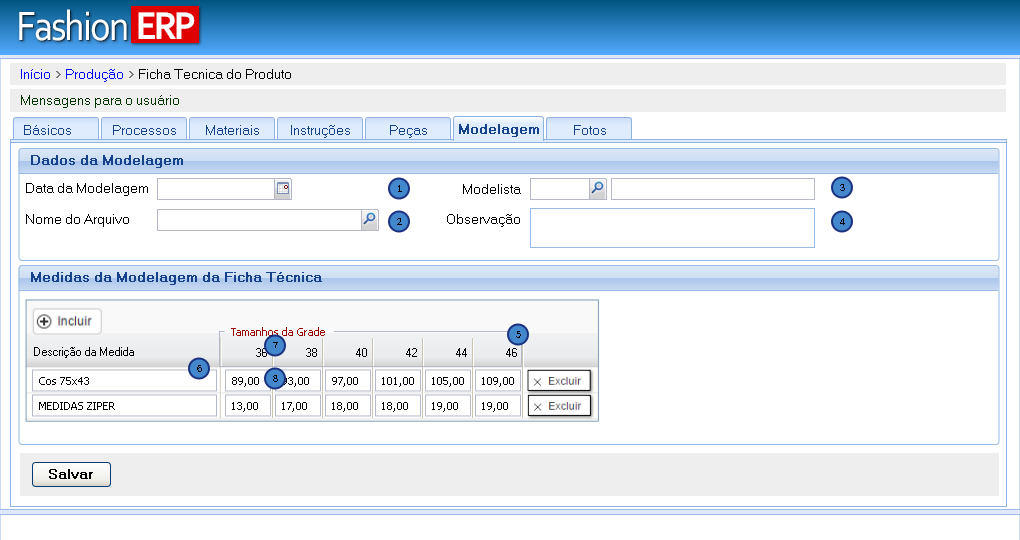 Fashion ERP
Início > Produção > Ficha Tecnica do Produto
Mensagens para o usuário
Básicos Processos Materiais Instruções Peças Modelagem Fotos
Dados da Modelagem
Data da Modelagem 1 Modelista 3
Nome do Arquivo 2 Observação 4
Medidas da Modelagem da Ficha Técnica
Incluir
Tamanhos da Grade 5
7
Descrição da Medida 36 38 40 42 44 46
6
Cos 75x43 89,00 8 97,00 101,00 105,00 109,00 × Excluir
MEDIDAS ZIPER 13,00 17,00 18,00 18,00 19,00 19,00 × Excluir
Salvar